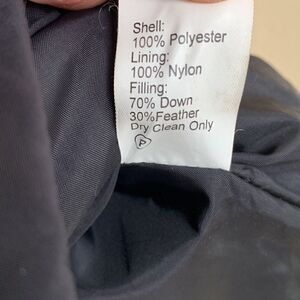 Shell:
100% Polyester
Lining:
100% Nylon
Filling:
70% Down
30%Feather
Dry Clean Only